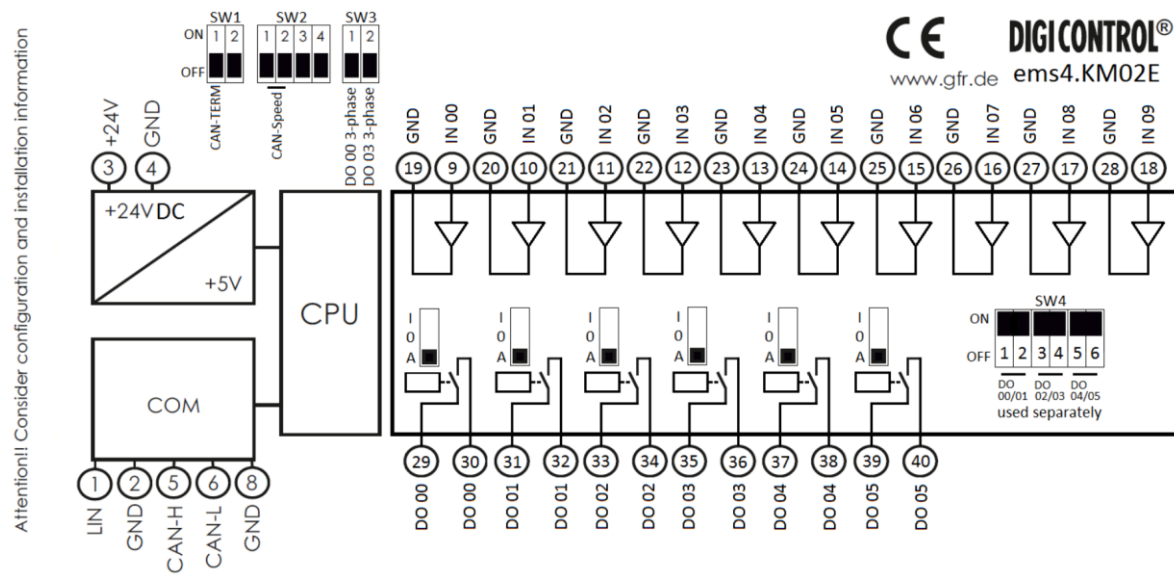 Attention!! Consider configuration and installation information
SW1 SW2 SW3
ON 1 2 1 2 3 4 1 2
OFF
CAN-TERM
CAN-Speed
DO 00 3-phase
DO 03 3-phase
CE
DIGICONTROL®
www.gfr.de ems4.KM02E
+24V GND
3 4
+24V DC
+5V
CPU
COM
1 2 5 6 8
LIN GND CAN-H CAN-L GND
GND IN 00 GND IN 01 GND IN 02 GND IN 03 GND IN 04 GND IN 05 GND IN 06 GND IN 07 GND IN 08 GND IN 09
19 9 20 10 21 11 22 12 23 13 24 14 25 15 26 16 27 17 28 18
I I I I I I
0 0 0 0 0 0
A A A A A A
SW4
ON
OFF 1 2 3 4 5 6
DO DO DO
00/01 02/03 04/05
used separately
29 30 31 32 33 34 35 36 37 38 39 40
DO 00 DO 00 DO 01 DO 01 DO 02 DO 02 DO 03 DO 03 DO 04 DO 04 DO 05 DO 05